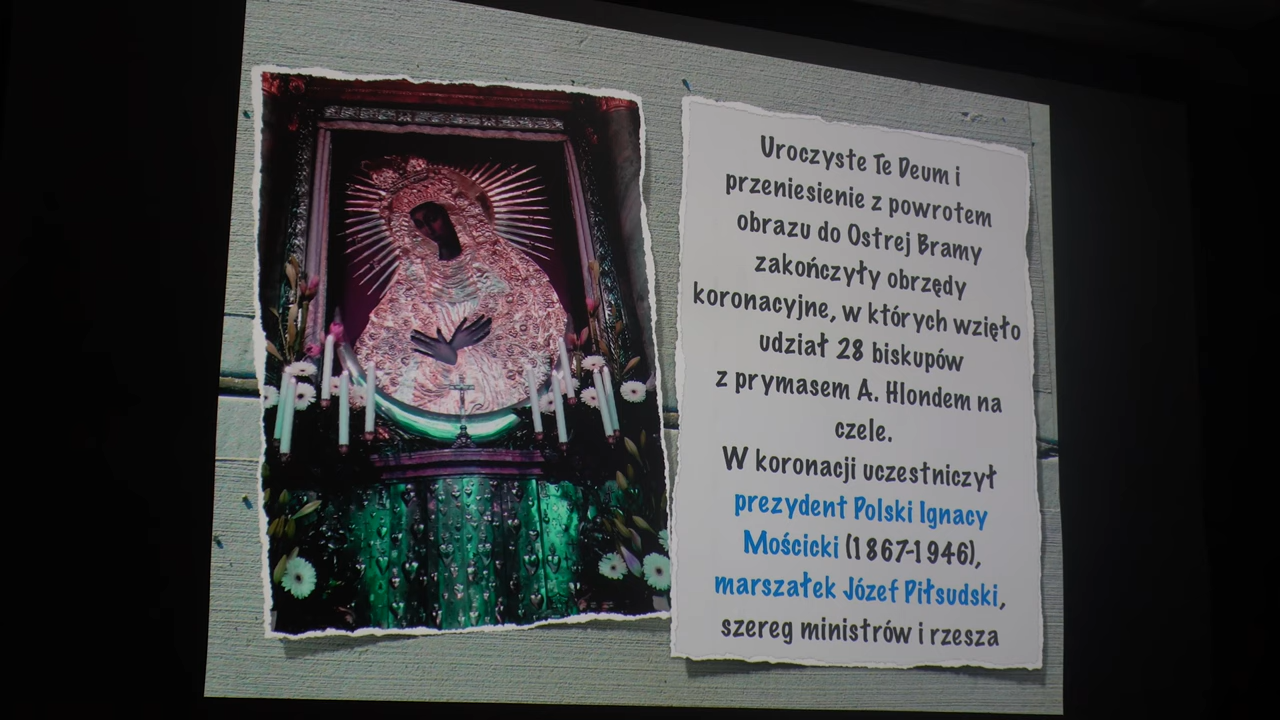 Uroczyste Te Deum i
przeniesienie z powrotem
obrazu do Ostrej Bramy
zakończyły obrzędy
koronacyjne, w których wzięło
udział 28 biskupów
z prymasem A. Hlondem na
czele.
W koronacji uczestniczył
prezydent Polski Ignacy
Mościcki (1867-1946),
marszałek Józef Piłsudski,
szereg ministrów i rzesza